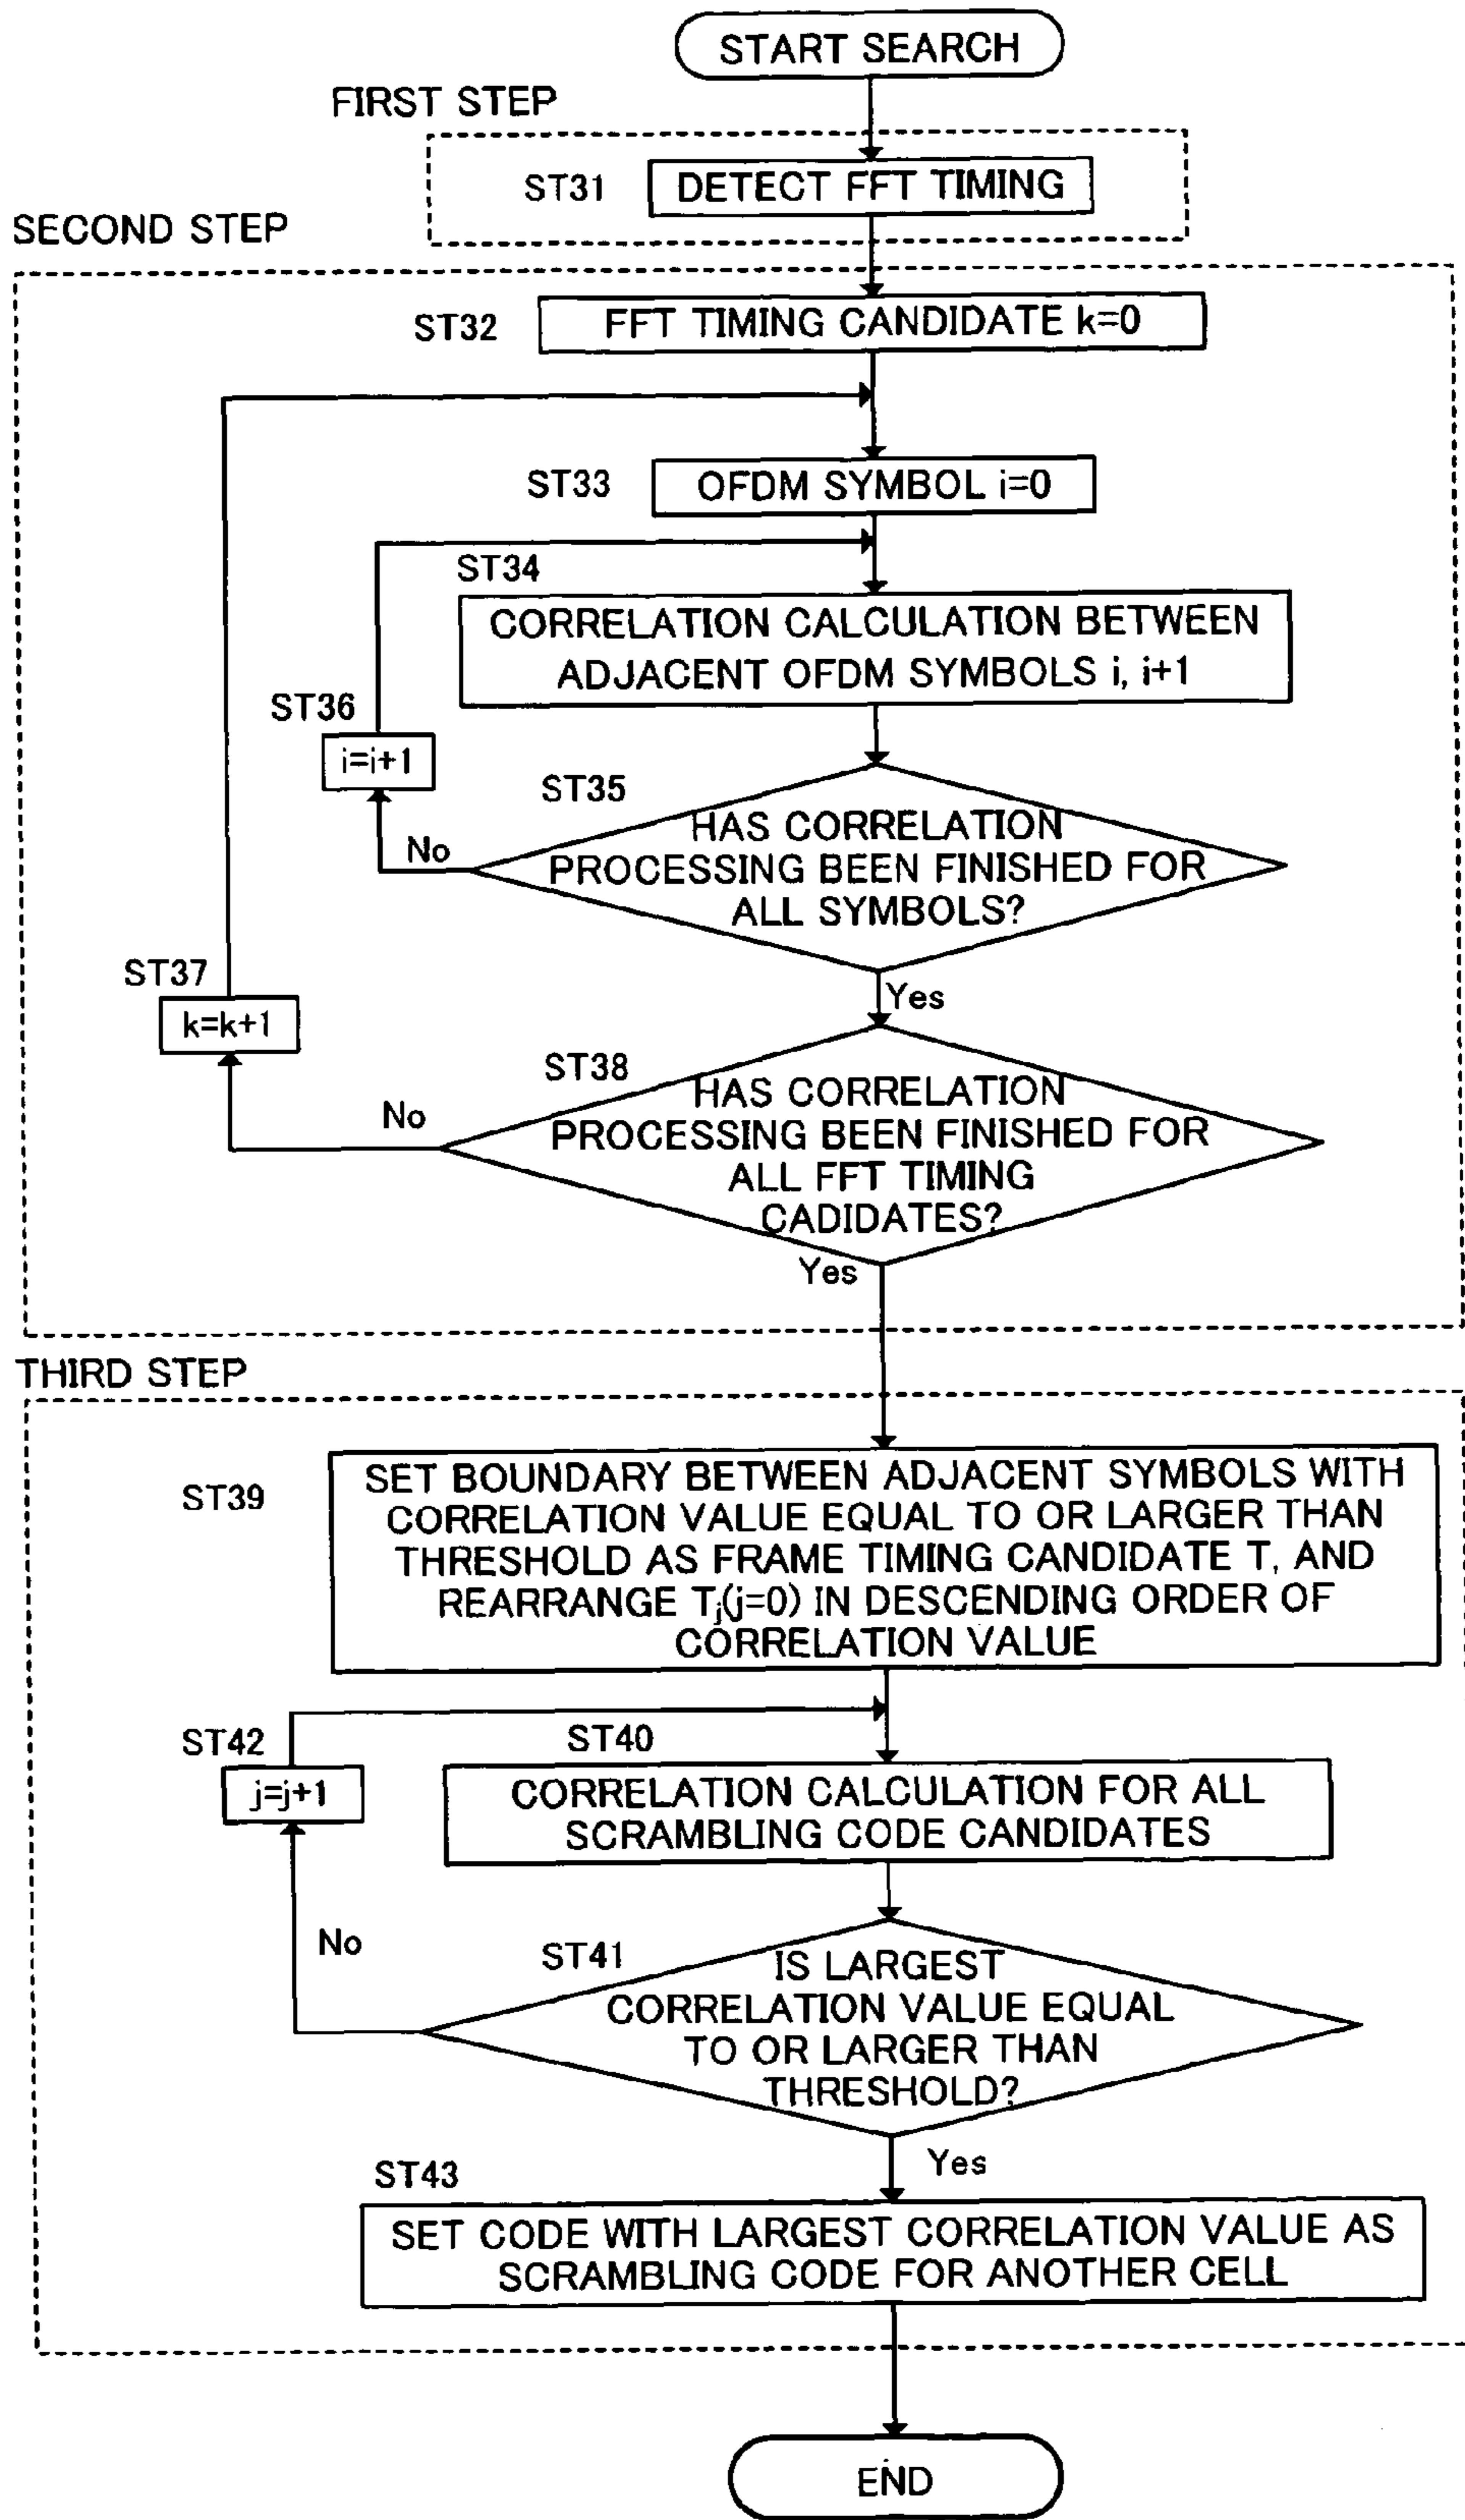 START SEARCH
FIRST STEP
ST31
DETECT FFT TIMING
SECOND STEP
ST32
FFT TIMING CANDIDATE k=0
ST33
OFDM SYMBOL i=0
ST34
CORRELATION CALCULATION BETWEEN
ADJACENT OFDM SYMBOLS i, i+1
ST36
i=i+1
ST35
HAS CORRELATION
PROCESSING BEEN FINISHED FOR
ALL SYMBOLS?
No
Yes
ST37
k=k+1
ST38
HAS CORRELATION
PROCESSING BEEN FINISHED FOR
ALL FFT TIMING
CADIDATES?
No
Yes
THIRD STEP
ST39
SET BOUNDARY BETWEEN ADJACENT SYMBOLS WITH
CORRELATION VALUE EQUAL TO OR LARGER THAN
THRESHOLD AS FRAME TIMING CANDIDATE T, AND
REARRANGE Tj(j=0) IN DESCENDING ORDER OF
CORRELATION VALUE
ST42
j=j+1
ST40
CORRELATION CALCULATION FOR ALL
SCRAMBLING CODE CANDIDATES
No
ST41
IS LARGEST
CORRELATION VALUE EQUAL
TO OR LARGER THAN
THRESHOLD?
Yes
ST43
SET CODE WITH LARGEST CORRELATION VALUE AS
SCRAMBLING CODE FOR ANOTHER CELL
END